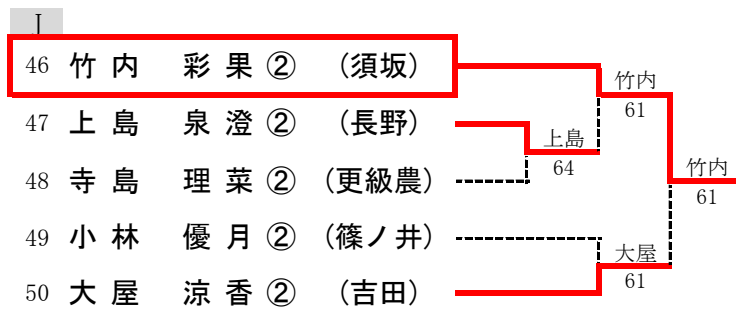 I
46 竹内 彩果② (須坂)
47 上島 泉澄② (長野)
48 寺島 理菜② (更級農)
49 小林 優月② (篠ノ井)
50 大屋 涼香② (吉田)
竹内
61
上島
64
竹内
61
大屋
61